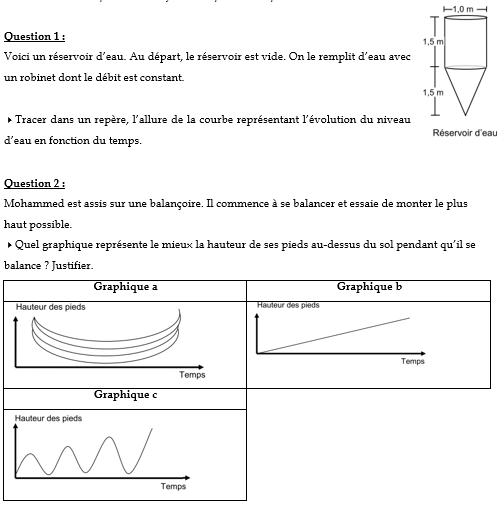 1,0 m
Question 1 :
1,5 m
Voici un réservoir d'eau. Au départ, le réservoir est vide. On le remplit d'eau avec
un robinet dont le débit est constant.
1,5 m
Tracer dans un repère, l'allure de la courbe représentant l'évolution du niveau
d'eau en fonction du temps.
Réservoir d'eau
Question 2 :
Mohammed est assis sur une balançoire. Il commence à se balancer et essaie de monter le plus
haut possible.
Quel graphique représente le mieux la hauteur de ses pieds au-dessus du sol pendant qu'il se
balance ? Justifier.
Graphique a
Graphique b
Hauteur des pieds
Hauteur des pieds
Temps
Temps
Graphique c
Hauteur des pieds
Temps